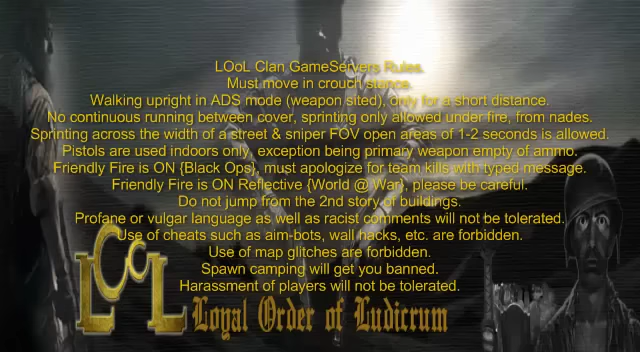 LOoL Clan GameServers Rules.
Must move in crouch stance.
Walking upright in ADS mode (weapon sited), only for a short distance.
No continuous running between cover, sprinting only allowed under fire, from nades.
Sprinting across the width of a street & sniper FOV open areas of 1-2 seconds is allowed.
Pistols are used indoors only, exception being primary weapon empty of ammo.
Friendly Fire is ON {Black Ops}, must apologize for team kills with typed message.
Friendly Fire is ON Reflective {World @ War}, please be careful.
Do not jump from the 2nd story of buildings.
Profane or vulgar language as well as racist comments will not be tolerated.
Use of cheats such as aim-bots, wall hacks, etc. are forbidden.
Use of map glitches are forbidden.
Spawn camping will get you banned.
Harassment of players will not be tolerated.
LOoL
Loyal Order of Ludicrum